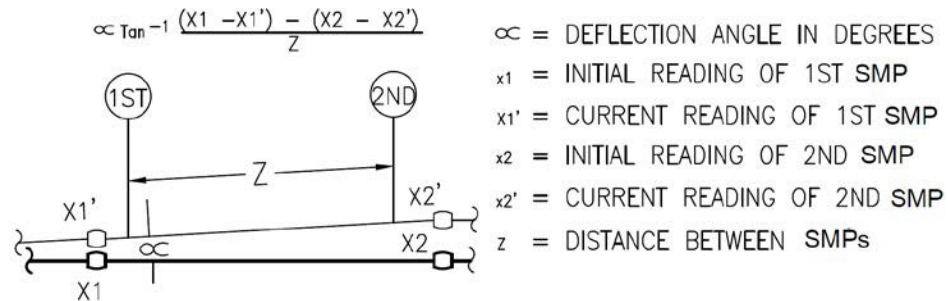 ∝ Tan-1 (X1 -X1') - (X2 - X2')
Z
1ST
2ND
Z
X1'
X2'
∝
X2
X1
∝ = DEFLECTION ANGLE IN DEGREES
x1 = INITIAL READING OF 1ST SMP
x1' = CURRENT READING OF 1ST SMP
x2 = INITIAL READING OF 2ND SMP
x2' = CURRENT READING OF 2ND SMP
z = DISTANCE BETWEEN SMPs